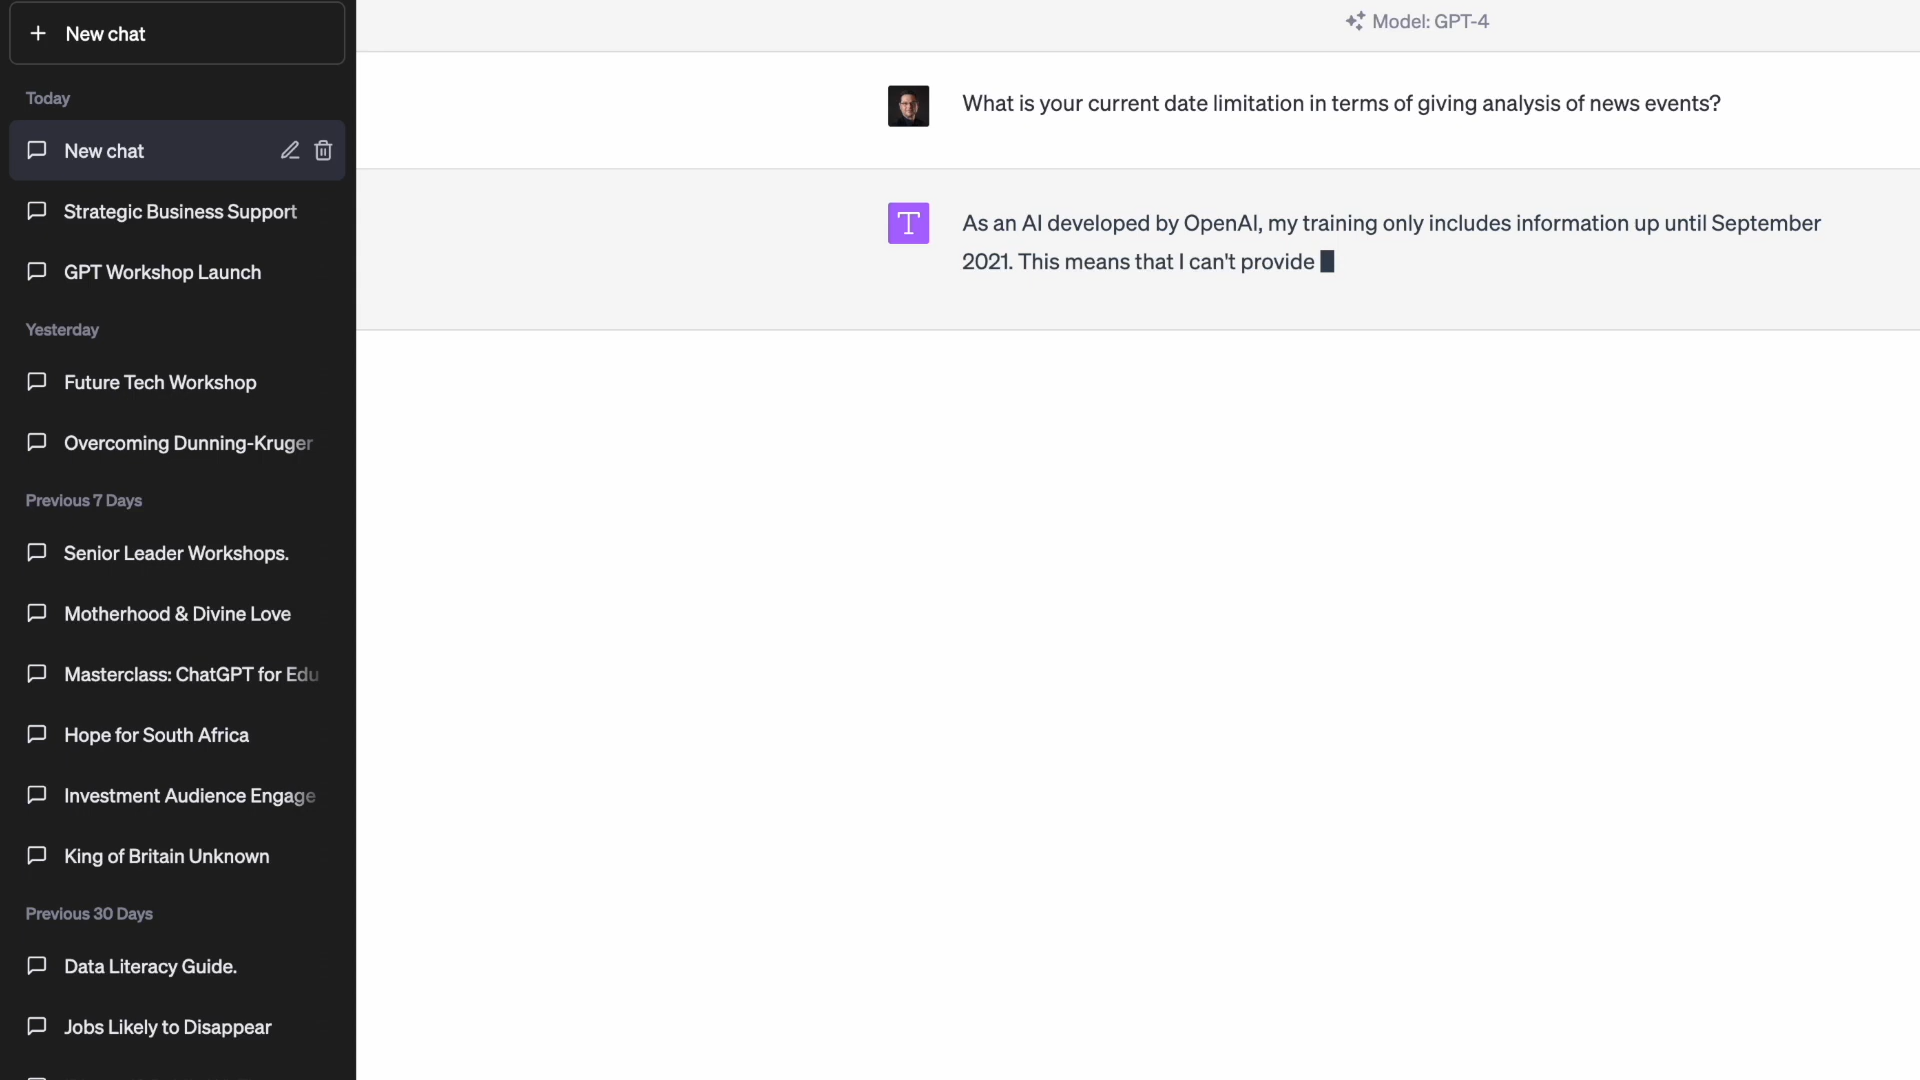 New chat
Today
New chat
Strategic Business Support
GPT Workshop Launch
Yesterday
Future Tech Workshop
Overcoming Dunning-Kruger
Previous 7 Days
Senior Leader Workshops.
Motherhood & Divine Love
Masterclass: ChatGPT for Edu
Hope for South Africa
Investment Audience Engage
King of Britain Unknown
Previous 30 Days
Data Literacy Guide.
Jobs Likely to Disappear
Model: GPT-4
What is your current date limitation in terms of giving analysis of news events?
T
As an AI developed by OpenAI, my training only includes information up until September
2021. This means that I can't provide